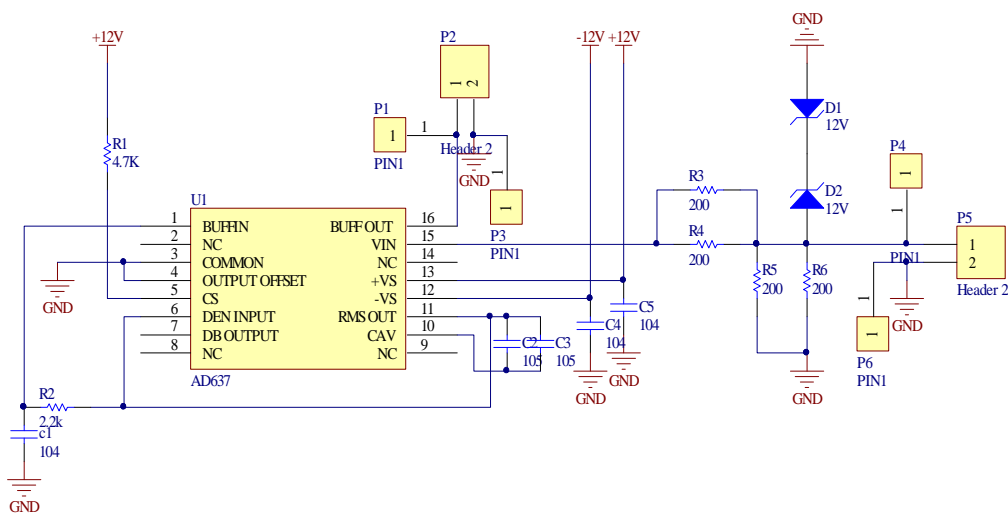 GND
+12V
P2
-12V +12V
1
2
P1
1
1
PIN1
Header 2
GND
D1
12V
D2
12V
R1
4.7K
P4
1
1
PIN1
1
1
P3
PIN1
R3
200
R4
200
R5
200
R6
200
P5
1
2
Header 2
U1
1 BUFFIN BUFF OUT 16
2 NC VIN 15
3 COMMON NC 14
4 OUTPUT OFFSET +VS 13
5 CS -VS 12
6 DEN INPUT RMS OUT 11
7 DB OUTPUT CAV 10
8 NC NC 9
AD637
GND
C5
104
C4
104
C2
105
C3
105
GND
GND
GND
GND
1
1
P6
PIN1
R2
2.2k
c1
104
GND